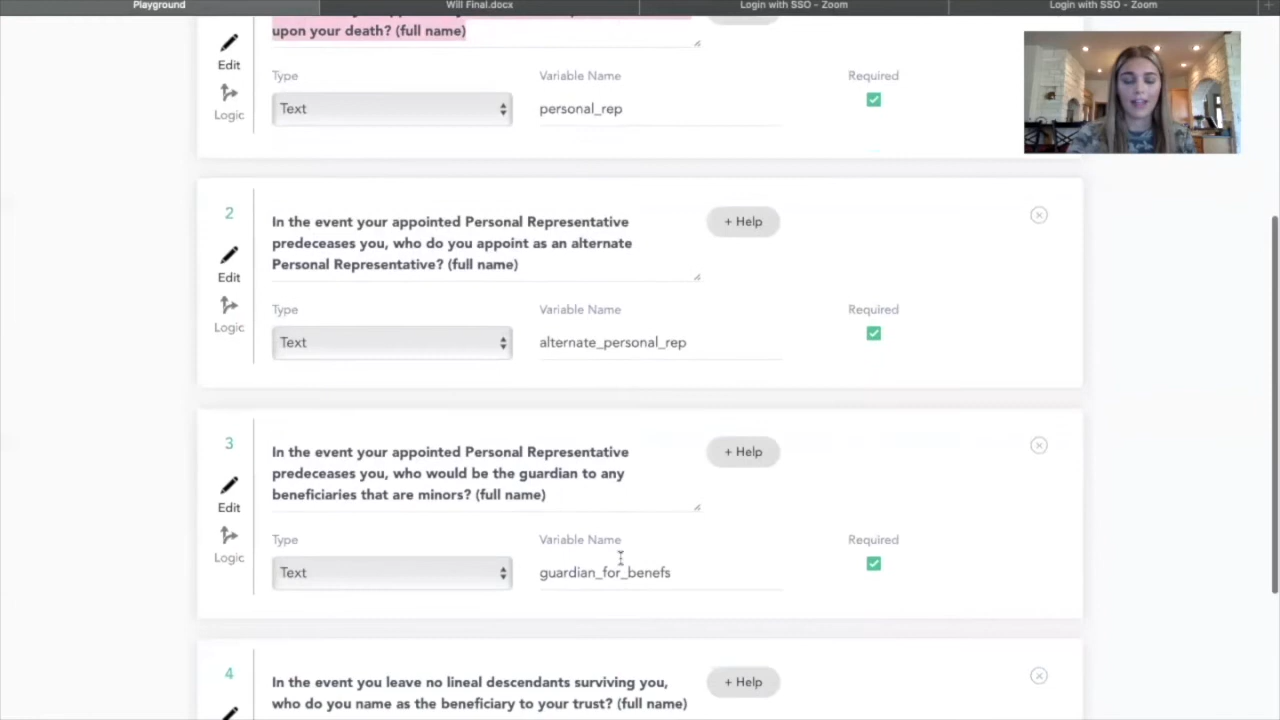 Playground
Will Final.docx
Login with SSO - Zoom
Login with SSO - Zoom
upon your death? (full name)
Edit
Logic
Type
Variable Name
Required
Text
personal_rep
2
In the event your appointed Personal Representative
predeceases you, who do you appoint as an alternate
Personal Representative? (full name)
+ Help
Edit
Logic
Type
Variable Name
Required
Text
alternate_personal_rep
3
In the event your appointed Personal Representative
predeceases you, who would be the guardian to any
beneficiaries that are minors? (full name)
+ Help
Edit
Logic
Type
Variable Name
Required
Text
guardian_for_benefs
4
In the event you leave no lineal descendants surviving you,
who do you name as the beneficiary to your trust? (full name)
+ Help